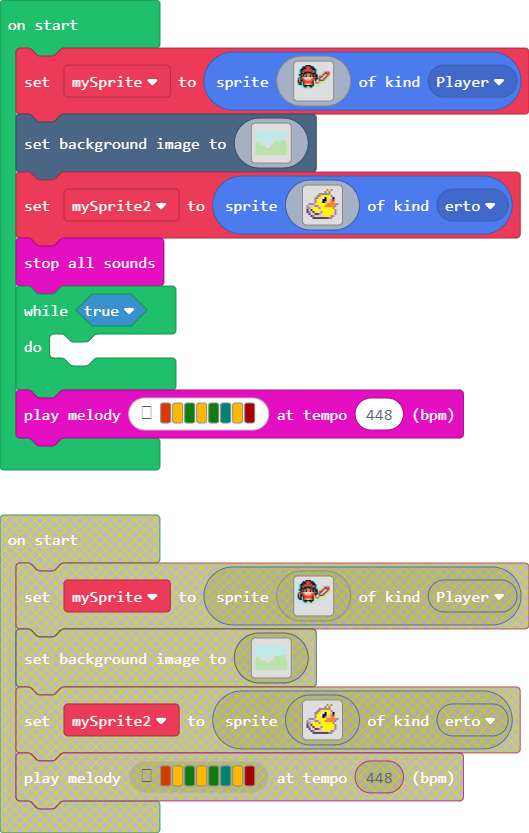 on start
set mySprite to sprite of kind Player
set background image to
set mySprite2 to sprite of kind erto
stop all sounds
while true
do
play melody at tempo 448 (bpm)
on start
set mySprite to sprite of kind Player
set background image to
set mySprite2 to sprite of kind erto
play melody at tempo 448 (bpm)